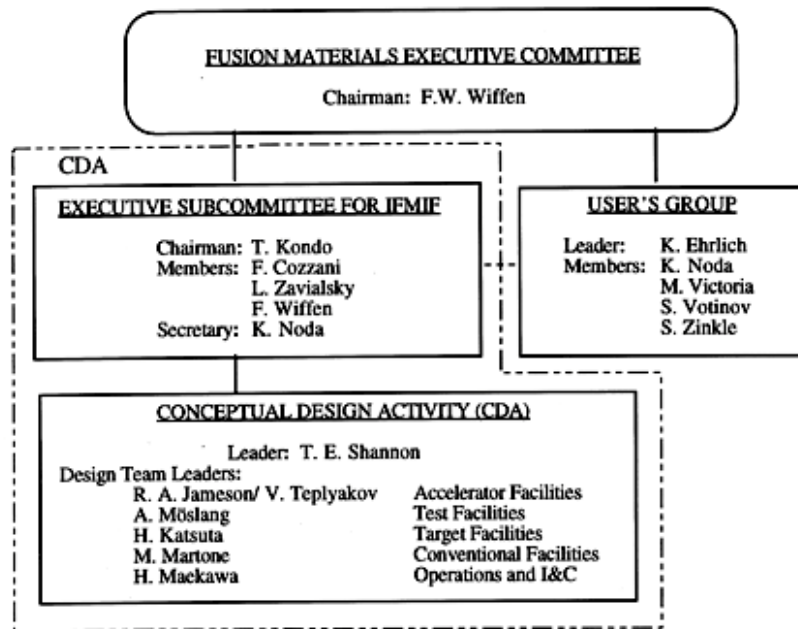 FUSION MATERIALS EXECUTIVE COMMITTEE
Chairman: F.W. Wiffen
CDA
EXECUTIVE SUBCOMMITTEE FOR IFMIF
Chairman: T. Kondo
Members: F. Cozzani
L. Zavialsky
F. Wiffen
Secretary: K. Noda
USER'S GROUP
Leader: K. Ehrlich
Members: K. Noda
M. Victoria
S. Votinov
S. Zinkle
CONCEPTUAL DESIGN ACTIVITY (CDA)
Leader: T. E. Shannon
Design Team Leaders:
R. A. Jameson/ V. Teplyakov Accelerator Facilities
A. Möslang Test Facilities
H. Katsuta Target Facilities
M. Martone Conventional Facilities
H. Maekawa Operations and I&C